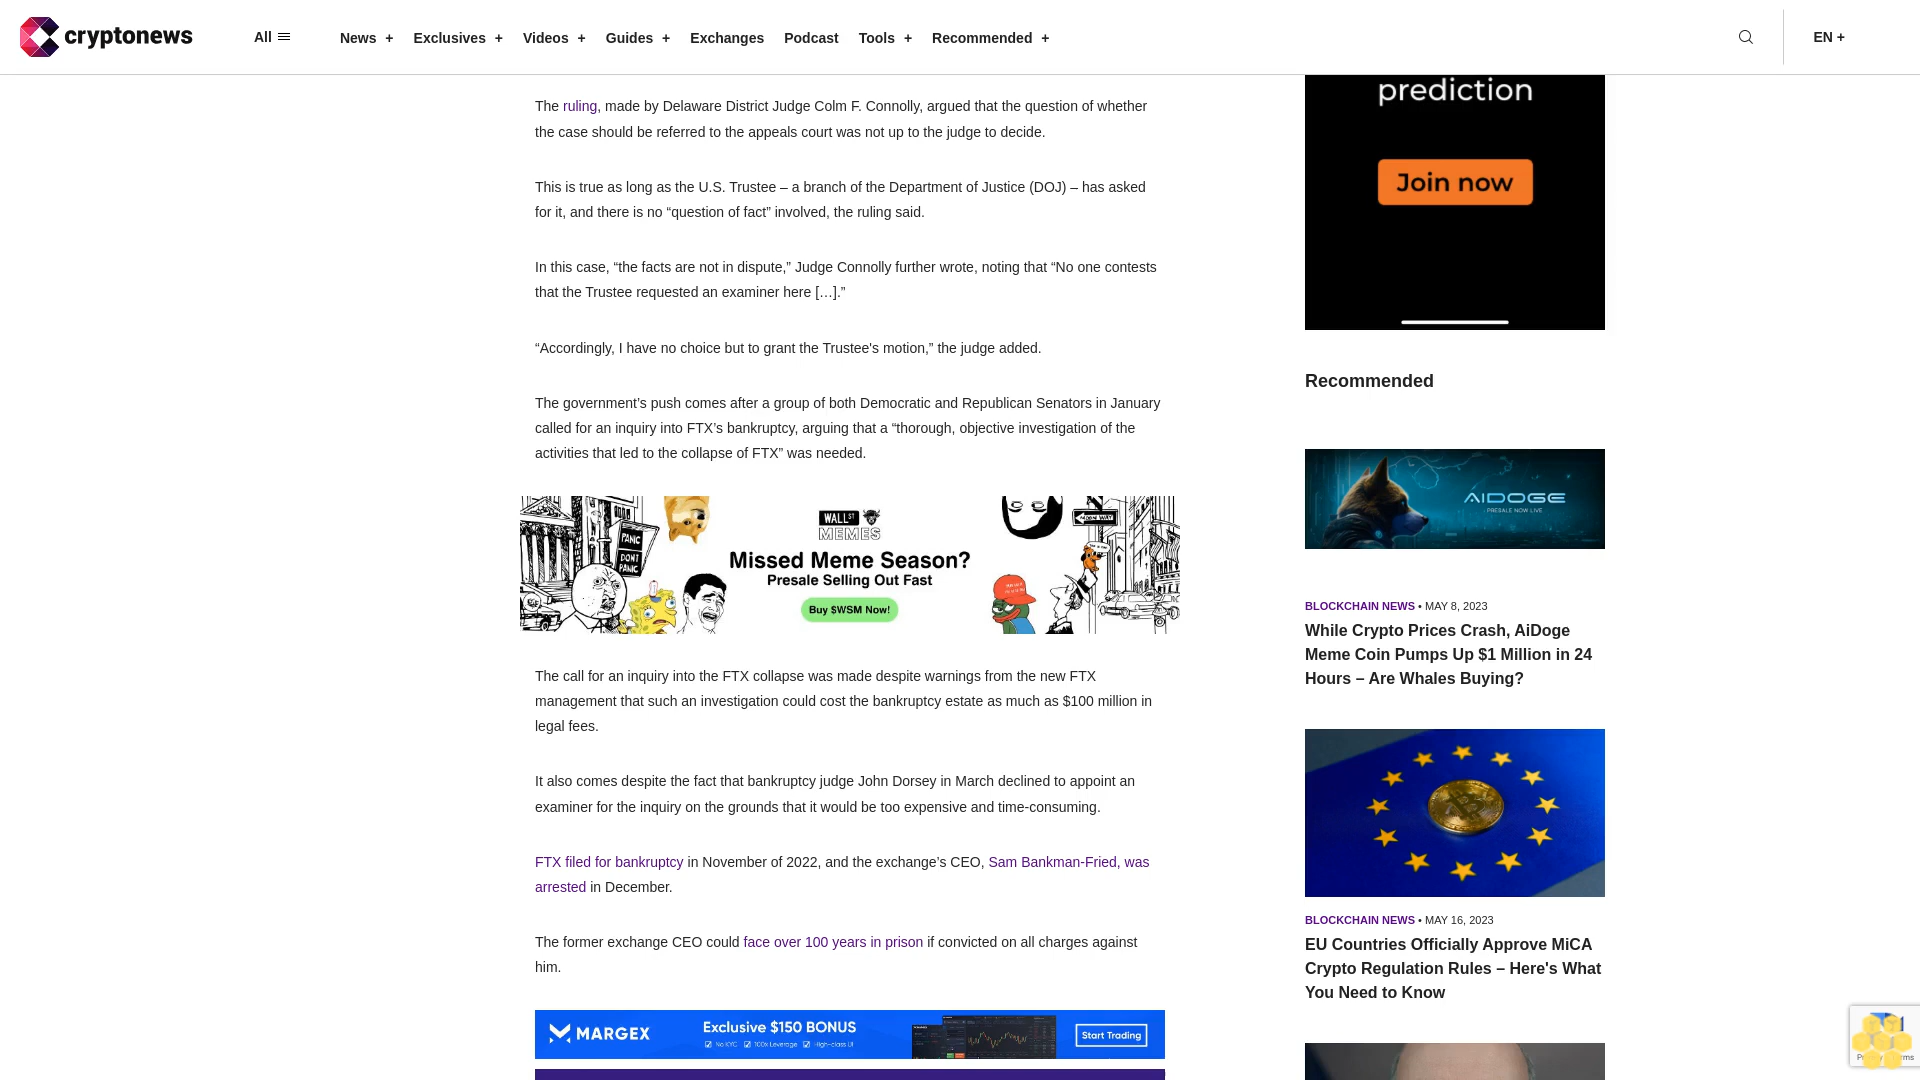 cryptonews
All
News +
Exclusives +
Videos +
Guides +
Exchanges
Podcast
Tools +
Recommended +
EN +
The ruling, made by Delaware District Judge Colm F. Connolly, argued that the question of whether
the case should be referred to the appeals court was not up to the judge to decide.
This is true as long as the U.S. Trustee – a branch of the Department of Justice (DOJ) – has asked
for it, and there is no “question of fact” involved, the ruling said.
In this case, “the facts are not in dispute,” Judge Connolly further wrote, noting that “No one contests
that the Trustee requested an examiner here […].”
“Accordingly, I have no choice but to grant the Trustee's motion,” the judge added.
The government’s push comes after a group of both Democratic and Republican Senators in January
called for an inquiry into FTX’s bankruptcy, arguing that a “thorough, objective investigation of the
activities that led to the collapse of FTX” was needed.
PANIC
DONT
PANIC
WALL ST
MEMES
Missed Meme Season?
Presale Selling Out Fast
Buy $WSM Now!
The call for an inquiry into the FTX collapse was made despite warnings from the new FTX
management that such an investigation could cost the bankruptcy estate as much as $100 million in
legal fees.
It also comes despite the fact that bankruptcy judge John Dorsey in March declined to appoint an
examiner for the inquiry on the grounds that it would be too expensive and time-consuming.
FTX filed for bankruptcy in November of 2022, and the exchange’s CEO, Sam Bankman-Fried, was
arrested in December.
The former exchange CEO could face over 100 years in prison if convicted on all charges against
him.
MARGEX
Exclusive $150 BONUS
No KYC
100x Leverage
High-class UI
Start Trading
prediction
Join now
Recommended
AIDOGE
PRESALE NOW LIVE
BLOCKCHAIN NEWS • MAY 8, 2023
While Crypto Prices Crash, AiDoge
Meme Coin Pumps Up $1 Million in 24
Hours – Are Whales Buying?
BLOCKCHAIN NEWS • MAY 16, 2023
EU Countries Officially Approve MiCA
Crypto Regulation Rules – Here's What
You Need to Know